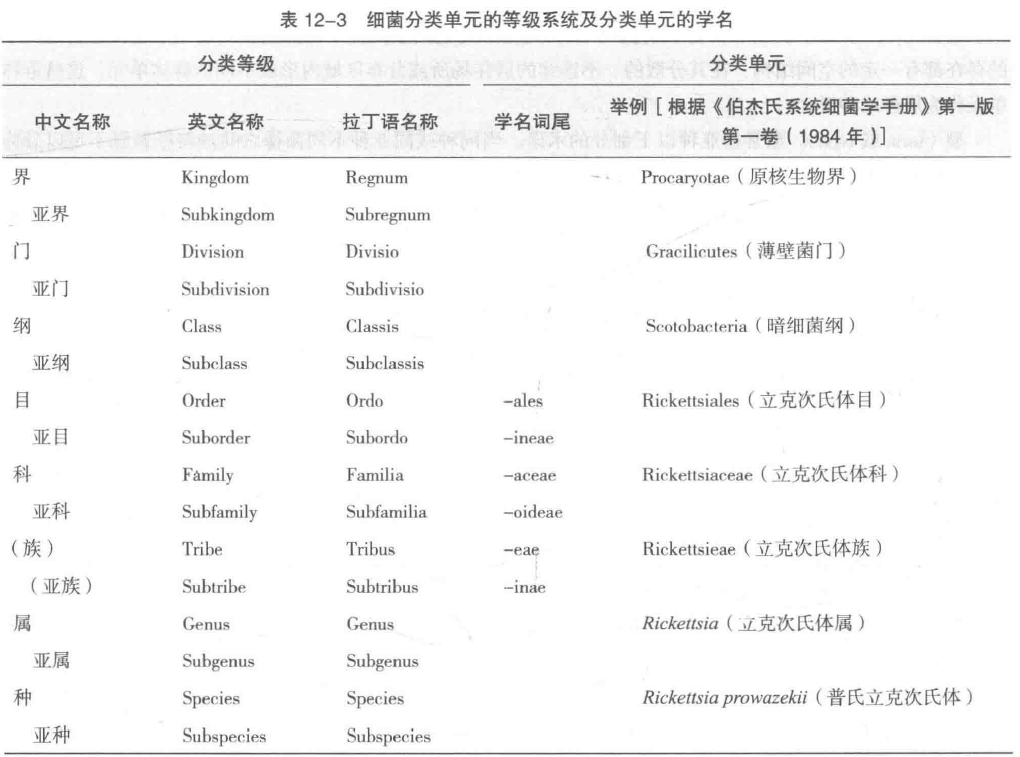 表 12-3 细菌分类单元的等级系统及分类单元的学名
分类等级 分类单元
中文名称 英文名称 拉丁语名称 学名词尾 举例[根据《伯杰氏系统细菌学手册》第一版
第一卷(1984 年)]
界 Kingdom Regnum Procaryotae(原核生物界)
亚界 Subkingdom Subregnum
门 Division Divisio Gracilicutes(薄壁菌门)
亚门 Subdivision Subdivisio
纲 Class Classis Scotobacteria(暗细菌纲)
亚纲 Subclass Subclassis
目 Order Ordo -ales Rickettsiales(立克次氏体目)
亚目 Suborder Subordo -ineae
科 Family Familia -aceae Rickettsiaceae(立克次氏体科)
亚科 Subfamily Subfamilia -oideae
(族) Tribe Tribus -eae Rickettsieae(立克次氏体族)
(亚族) Subtribe Subtribus -inae
属 Genus Genus Rickettsia(立克次氏体属)
亚属 Subgenus Subgenus
种 Species Species Rickettsia prowazekii(普氏立克次氏体)
亚种 Subspecies Subspecies